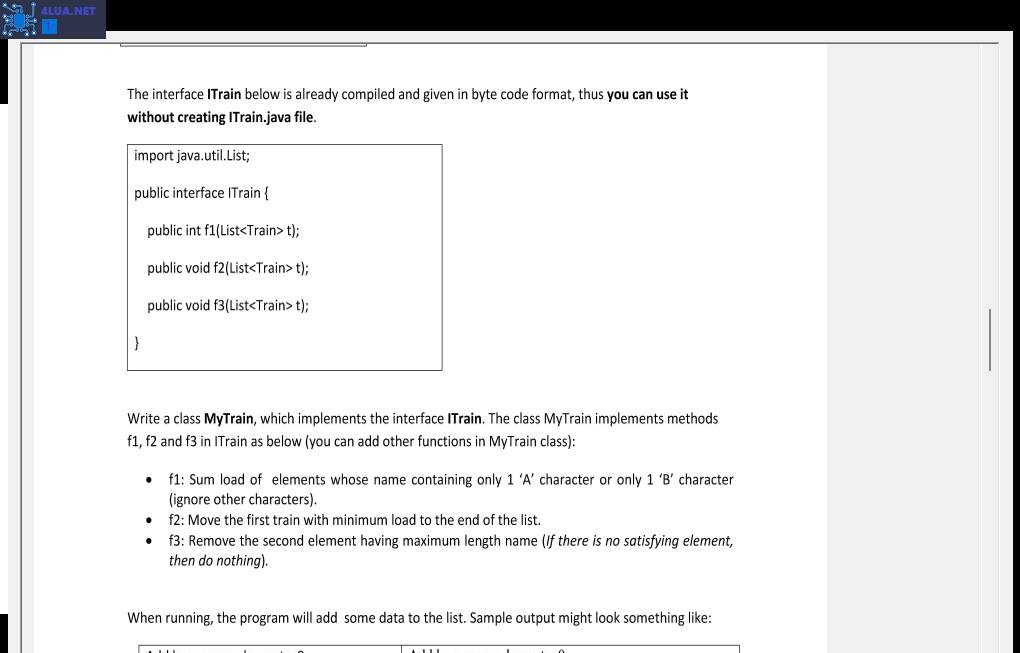 4LUA.NET
1
The interface ITrain below is already compiled and given in byte code format, thus you can use it
without creating ITrain.java file.
import java.util.List;
public interface ITrain {
public int f1(List<Train> t);
public void f2(List<Train> t);
public void f3(List<Train> t);
}
Write a class MyTrain, which implements the interface ITrain. The class MyTrain implements methods
f1, f2 and f3 in ITrain as below (you can add other functions in MyTrain class):
• f1: Sum load of elements whose name containing only 1 ‘A’ character or only 1 ‘B’ character
(ignore other characters).
• f2: Move the first train with minimum load to the end of the list.
• f3: Remove the second element having maximum length name (If there is no satisfying element,
then do nothing).
When running, the program will add some data to the list. Sample output might look something like: